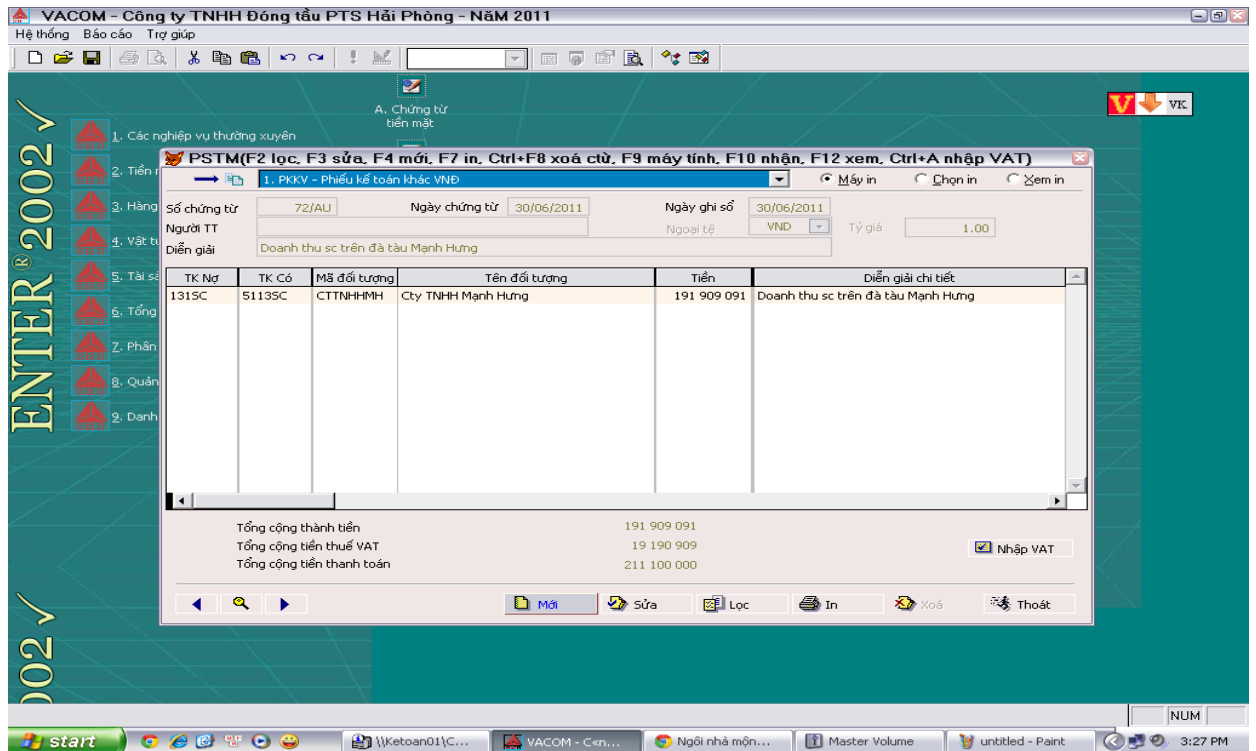 VACOM - Công ty TNHH Đóng tầu PTS Hải Phòng - NăM 2011
Hệ thống Báo cáo Trợ giúp
A. Chứng từ
tiền mặt
V VK
ENTER®2002 √
1. Các nghiệp vụ thường xuyên
2. Tiền
3. Hàng
4. Vật tư
5. Tài sả
6. Tổng
7. Phân
8. Quản
9. Danh
PSTM(F2 lọc, F3 sửa, F4 mới, F7 in, Ctrl+F8 xoá ctừ, F9 máy tính, F10 nhận, F12 xem, Ctrl+A nhập VAT)
1. PKKV - Phiếu kế toán khác VNĐ Máy in Chọn in Xem in
Số chứng từ 72/AU Ngày chứng từ 30/06/2011 Ngày ghi sổ 30/06/2011
Người TT Ngoại tệ VND Tỷ giá 1.00
Diễn giải Doanh thu sc trên đà tàu Mạnh Hưng
TK Nợ TK Có Mã đối tượng Tên đối tượng Tiền Diễn giải chi tiết
131SC 5113SC CTTNHHMH Cty TNHH Mạnh Hưng 191 909 091 Doanh thu sc trên đà tàu Mạnh Hưng
Tổng cộng thành tiền 191 909 091
Tổng cộng tiền thuế VAT 19 190 909
Nhập VAT
Tổng cộng tiền thanh toán 211 100 000
Mới Sửa Lọc In Xoá Thoát
002 √
NUM
start \\Ketoan01\C... VACOM - C«n... Ngôi nhà mộn... Master Volume untitled - Paint 3:27 PM